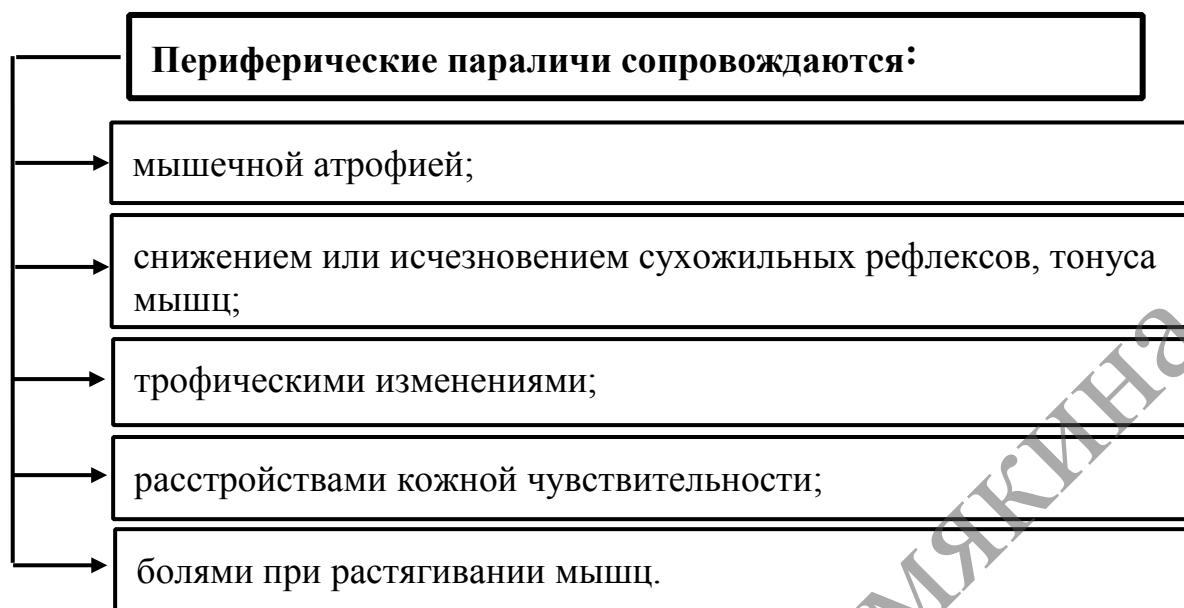 Периферические параличи сопровождаются:
мышечной атрофией;
снижением или исчезновением сухожильных рефлексов, тонуса
мышц;
трофическими изменениями;
расстройствами кожной чувствительности;
болями при растягивании мышц.
мякина